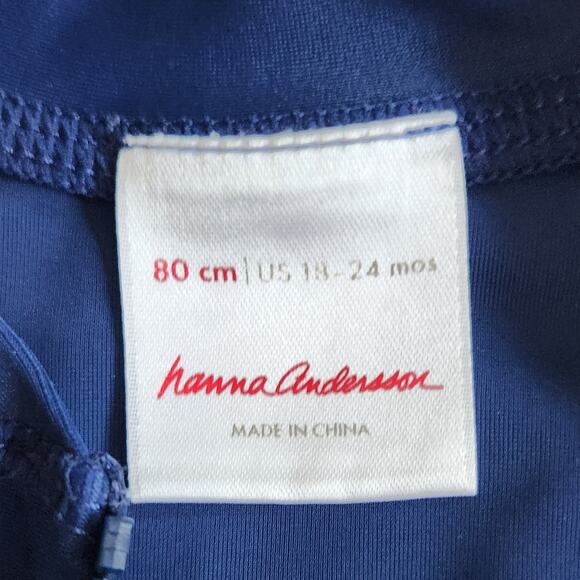 80 cm | US 18-24 mos
hanna Andersson
MADE IN CHINA